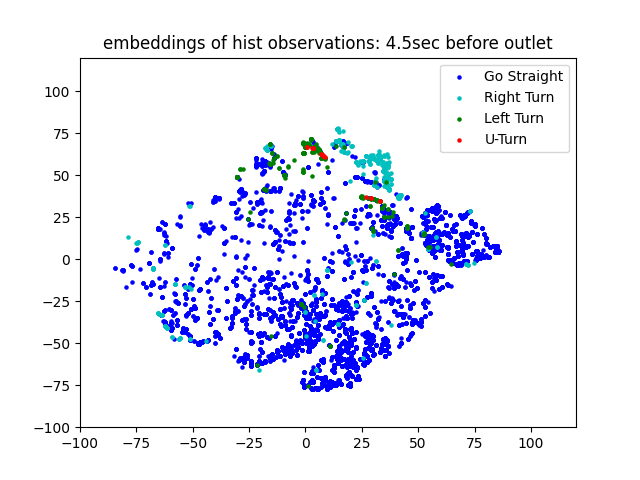 embeddings of hist observations: 4.5sec before outlet
Go Straight
Right Turn
Left Turn
U-Turn
100
75
50
25
0
−25
−50
−75
−100
−100 −75 −50 −25 0 25 50 75 100